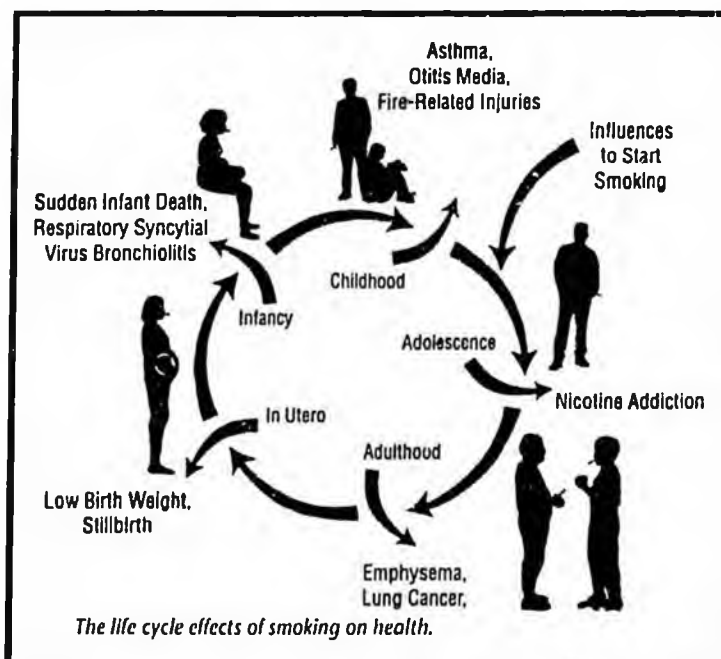 Asthma,
Otitis Media,
Fire-Related Injuries
Influences
to Start
Smoking
Sudden Infant Death,
Respiratory Syncytial
Virus Bronchiolitis
Childhood
Infancy
Adolescence
Nicotine Addiction
In Utero
Adulthood
Low Birth Weight,
Stillbirth
Emphysema,
Lung Cancer,
The life cycle effects of smoking on health.